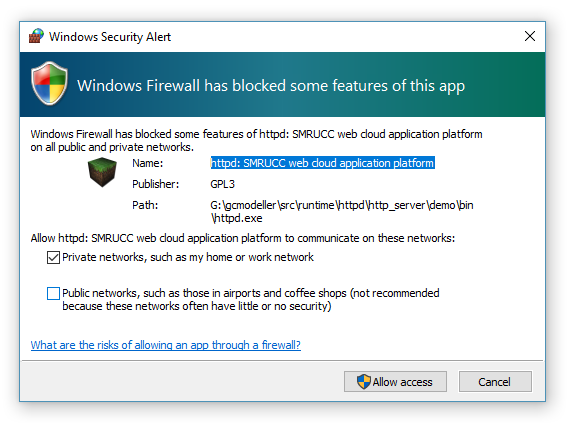 Windows Security Alert
Windows Firewall has blocked some features of this app
Windows Firewall has blocked some features of httpd: SMRUCC web cloud application platform
on all public and private networks.
Name: httpd: SMRUCC web cloud application platform
Publisher: GPL3
Path: G:\gcmodeller\src\runtime\httpd\http_server\demo\bin
\httpd.exe
Allow httpd: SMRUCC web cloud application platform to communicate on these networks:
Private networks, such as my home or work network
Public networks, such as those in airports and coffee shops (not recommended
because these networks often have little or no security)
What are the risks of allowing an app through a firewall?
Allow access Cancel